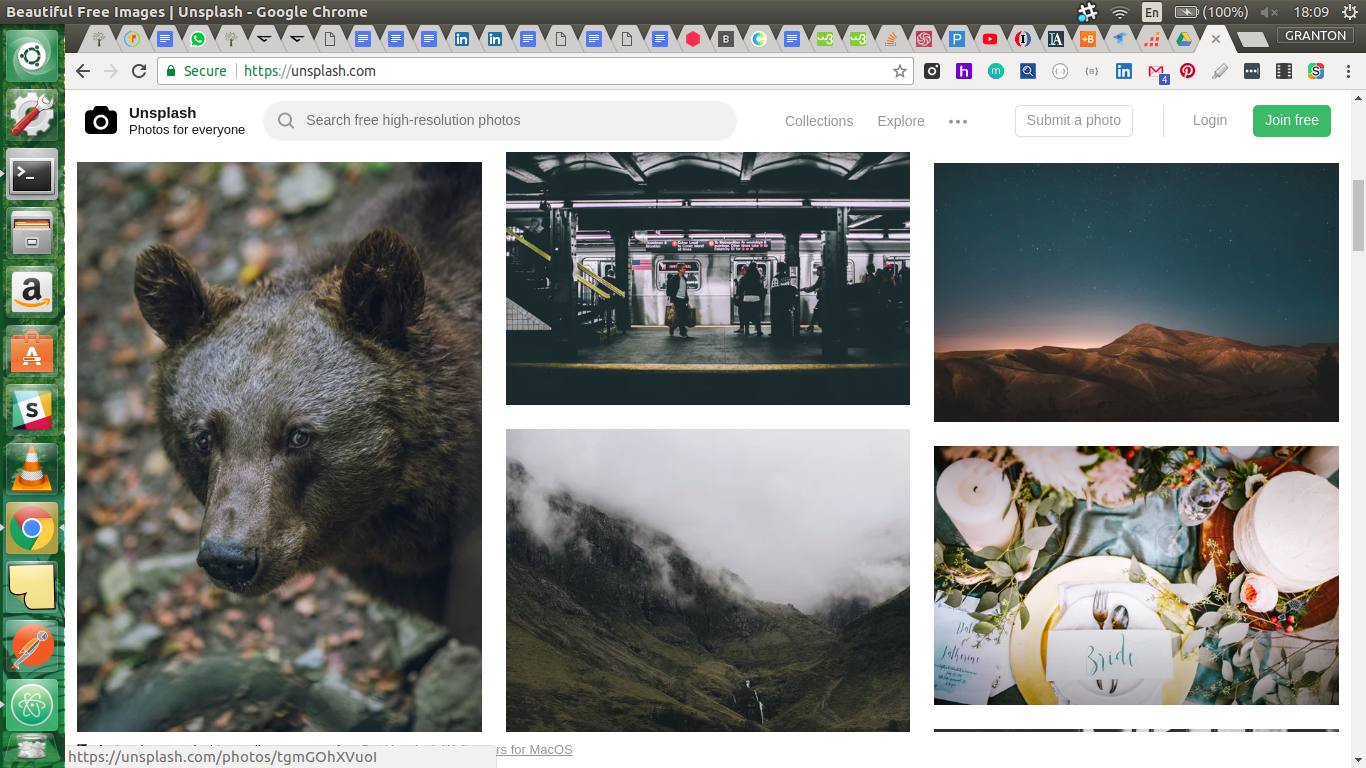 Beautiful Free Images | Unsplash - Google Chrome
En
(100%)
18:09
GRANTON
Secure
https://unsplash.com
4
Unsplash
Photos for everyone
Search free high-resolution photos
Collections
Explore
Submit a photo
Login
Join free
Katherine
Bride
https://unsplash.com/photos/tgmGOhXVuoI
rs for MacOS